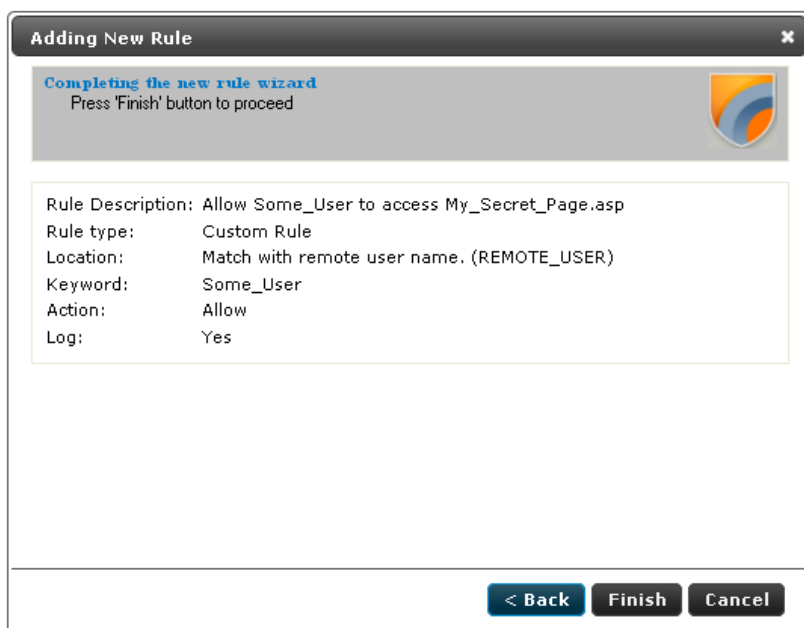 Adding New Rule
Completing the new rule wizard
Press 'Finish' button to proceed
Rule Description: Allow Some_User to access My_Secret_Page.asp
Rule type: Custom Rule
Location: Match with remote user name. (REMOTE_USER)
Keyword: Some_User
Action: Allow
Log: Yes
< Back Finish Cancel